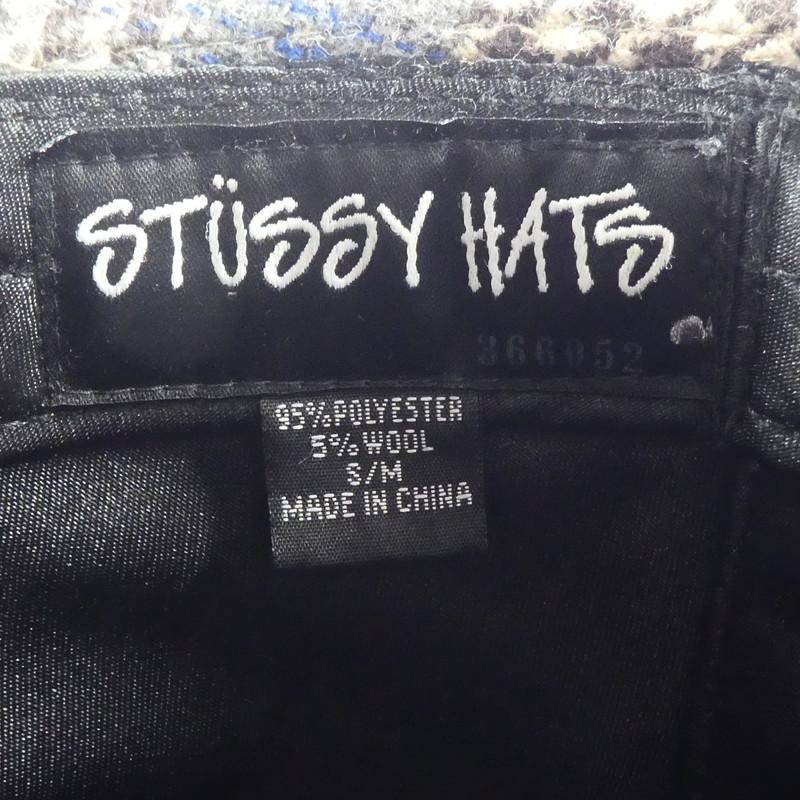 STÜSSY HATS
366052
95%POLYESTER
5%WOOL
S/M
MADE IN CHINA